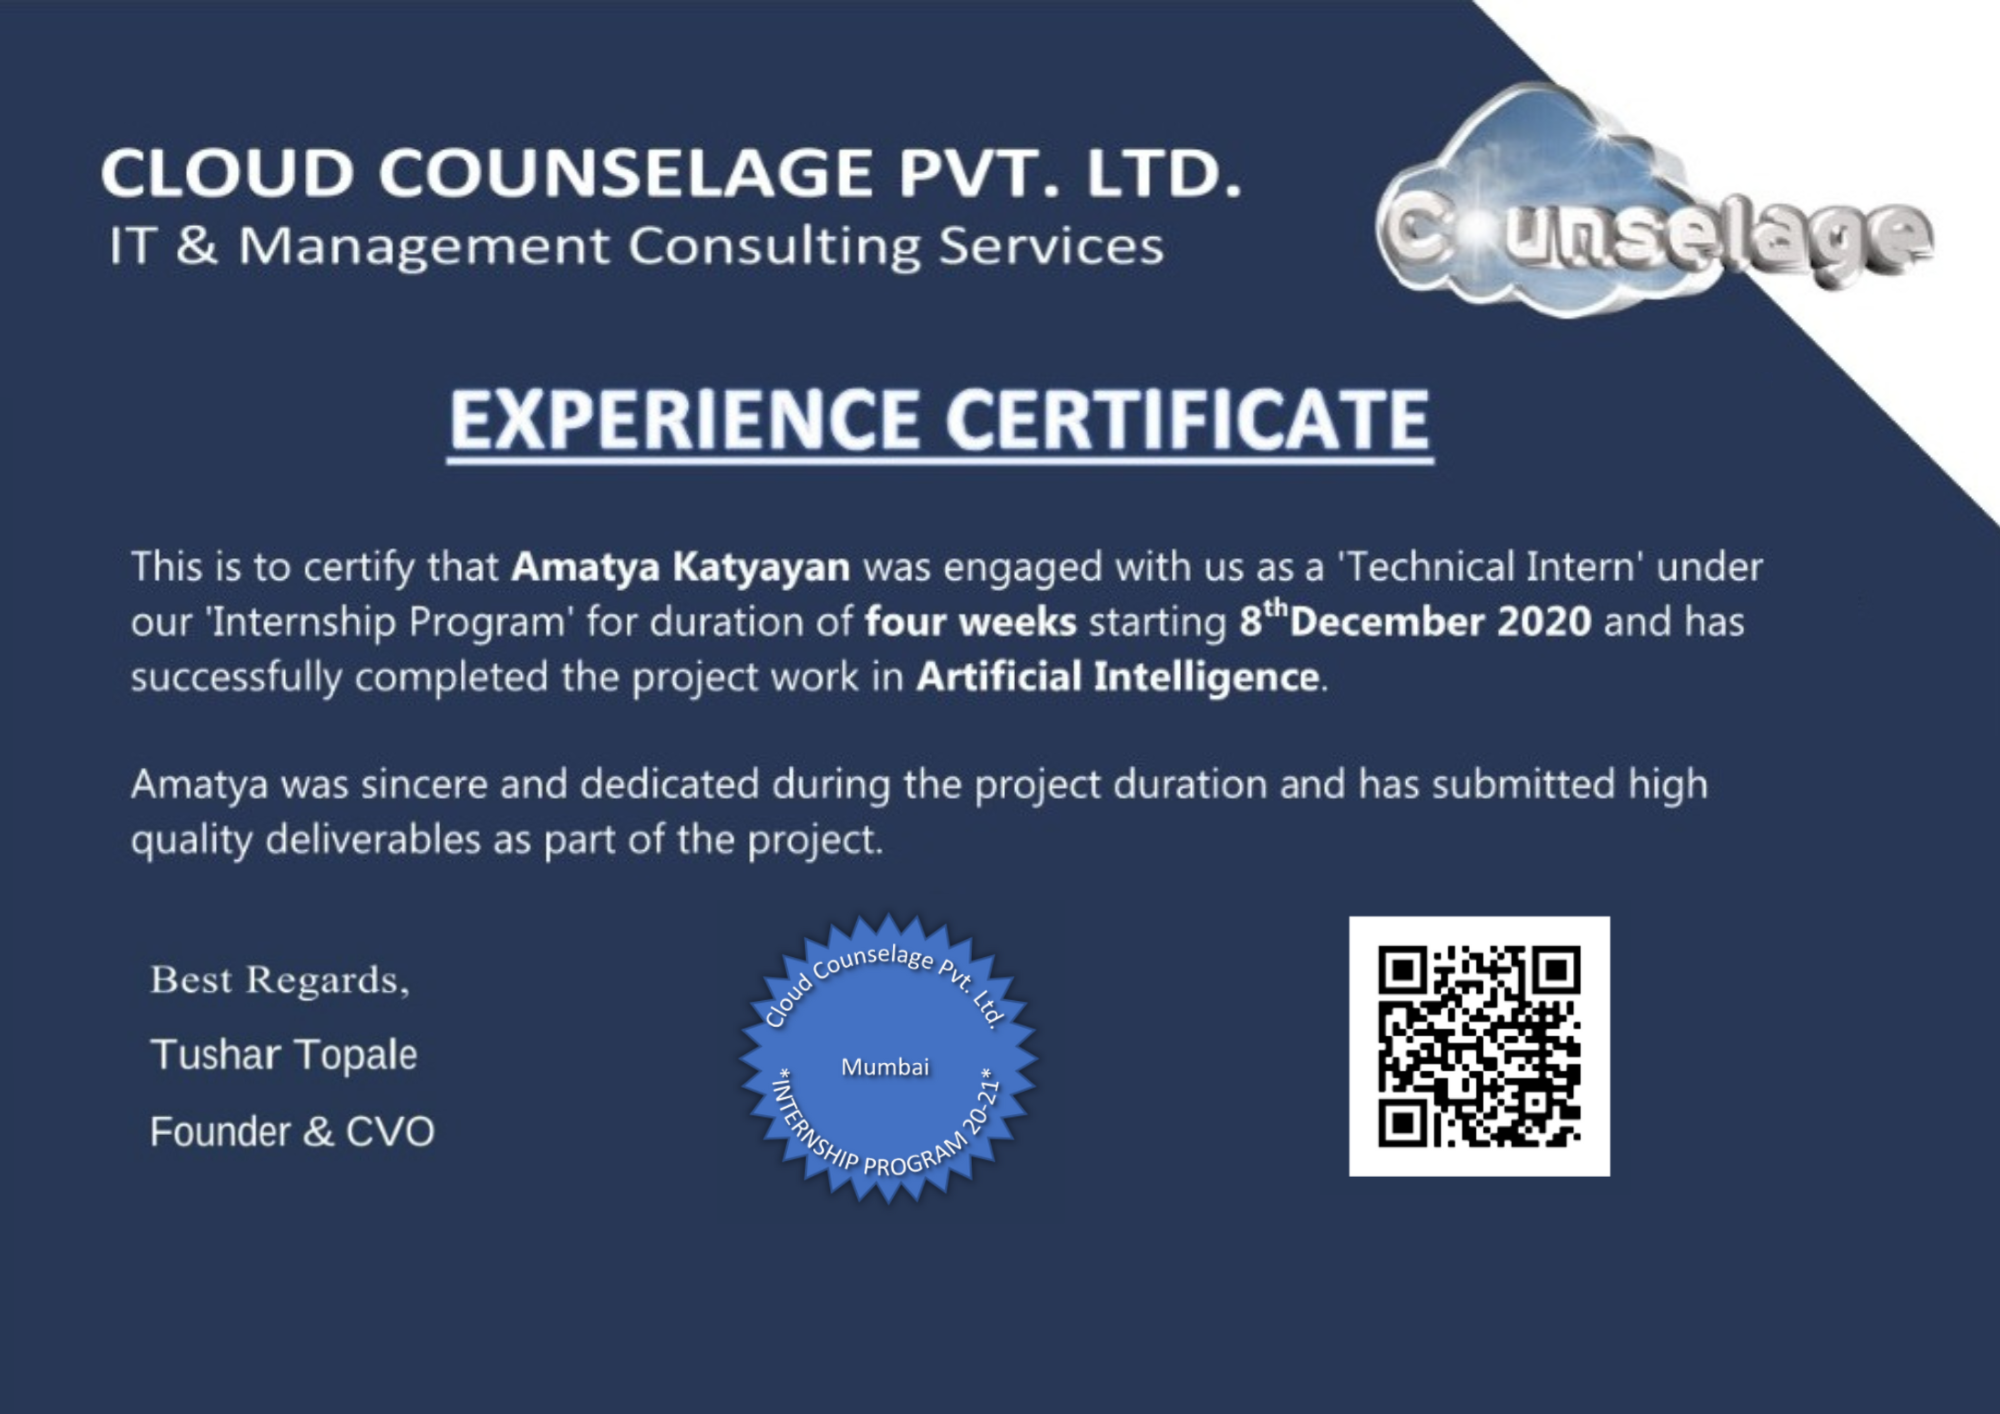 CLOUD COUNSELAGE PVT. LTD.
IT & Management Consulting Services
Counselage
EXPERIENCE CERTIFICATE
This is to certify that Amatya Katyayan was engaged with us as a 'Technical Intern' under
our 'Internship Program' for duration of four weeks starting 8thDecember 2020 and has
successfully completed the project work in Artificial Intelligence.
Amatya was sincere and dedicated during the project duration and has submitted high
quality deliverables as part of the project.
Best Regards,
Tushar Topale
Founder & CVO
Cloud Counselage Pvt. Ltd.
Mumbai
*INTERNSHIP PROGRAM 20-21*